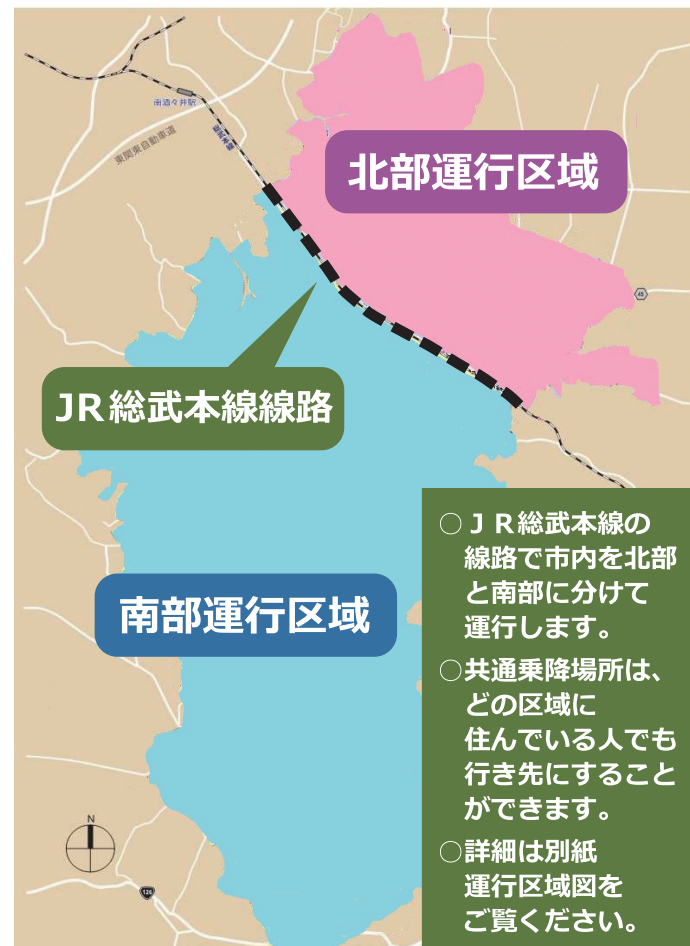 南酒々井駅
総武本線
東関東自動車道
北部運行区域
45
JR総武本線線路
南部運行区域
○ＪＲ総武本線の
線路で市内を北部
と南部に分けて
運行します。
○共通乗降場所は、
どの区域に
住んでいる人でも
行き先にすること
ができます。
○詳細は別紙
運行区域図を
ご覧ください。
N
126